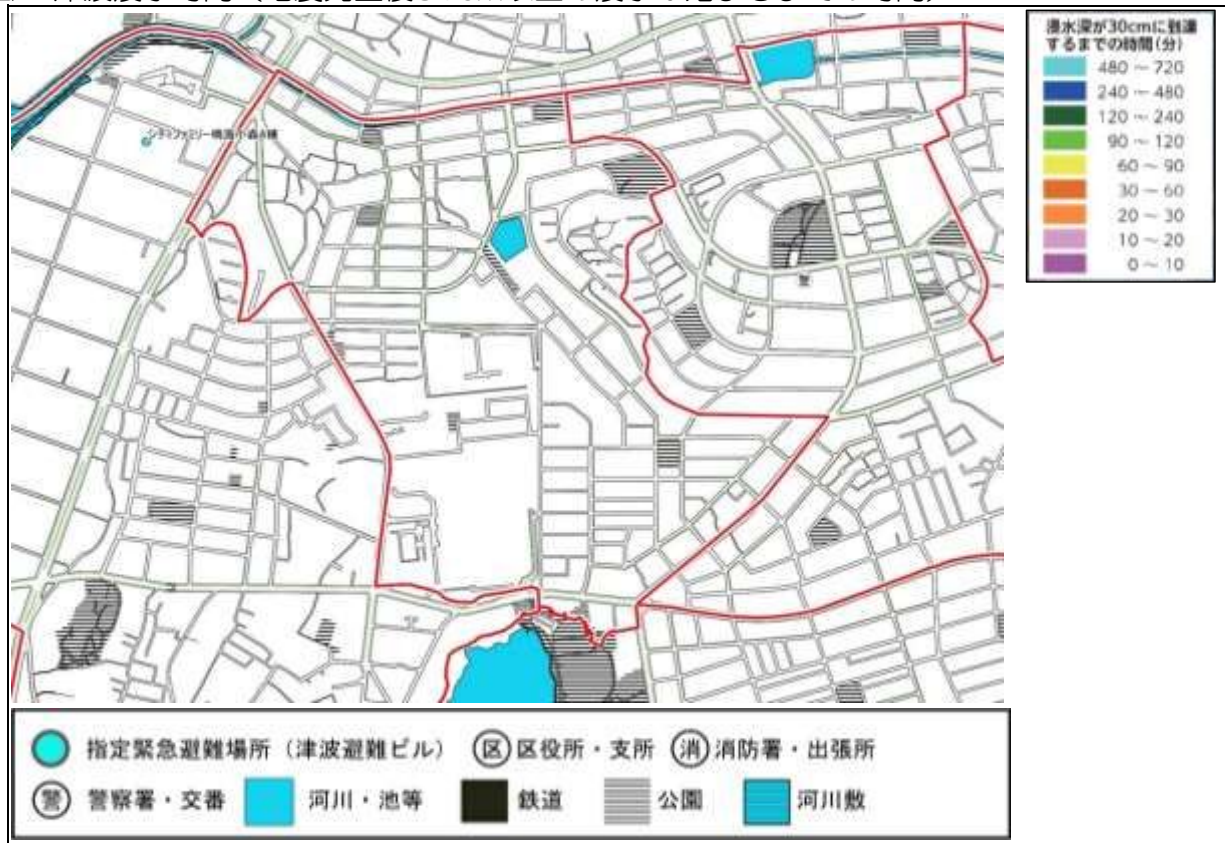 浸水深が30cmに到達
するまでの時間(分)
480 ～ 720
240 ～ 480
120 ～ 240
90 ～ 120
60 ～ 90
30 ～ 60
20 ～ 30
10 ～ 20
0 ～ 10
指定緊急避難場所（津波避難ビル）
区 区役所・支所
消 消防署・出張所
警 警察署・交番
河川・池等
鉄道
公園
河川敷